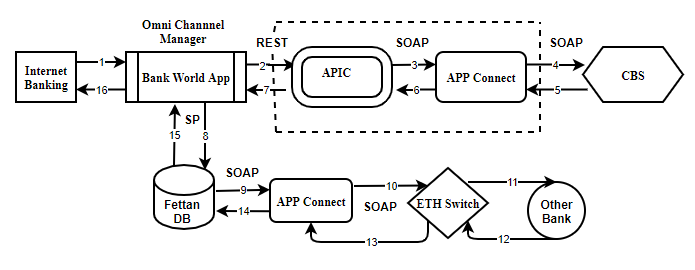 Omni Channnel
Manager
REST
SOAP
SOAP
Internet
Banking
1
16
Bank World App
2
7
APIC
3
6
APP Connect
4
5
CBS
15
SP
8
SOAP
Fettan
DB
9
14
APP Connect
10
SOAP
13
ETH Switch
11
12
Other
Bank